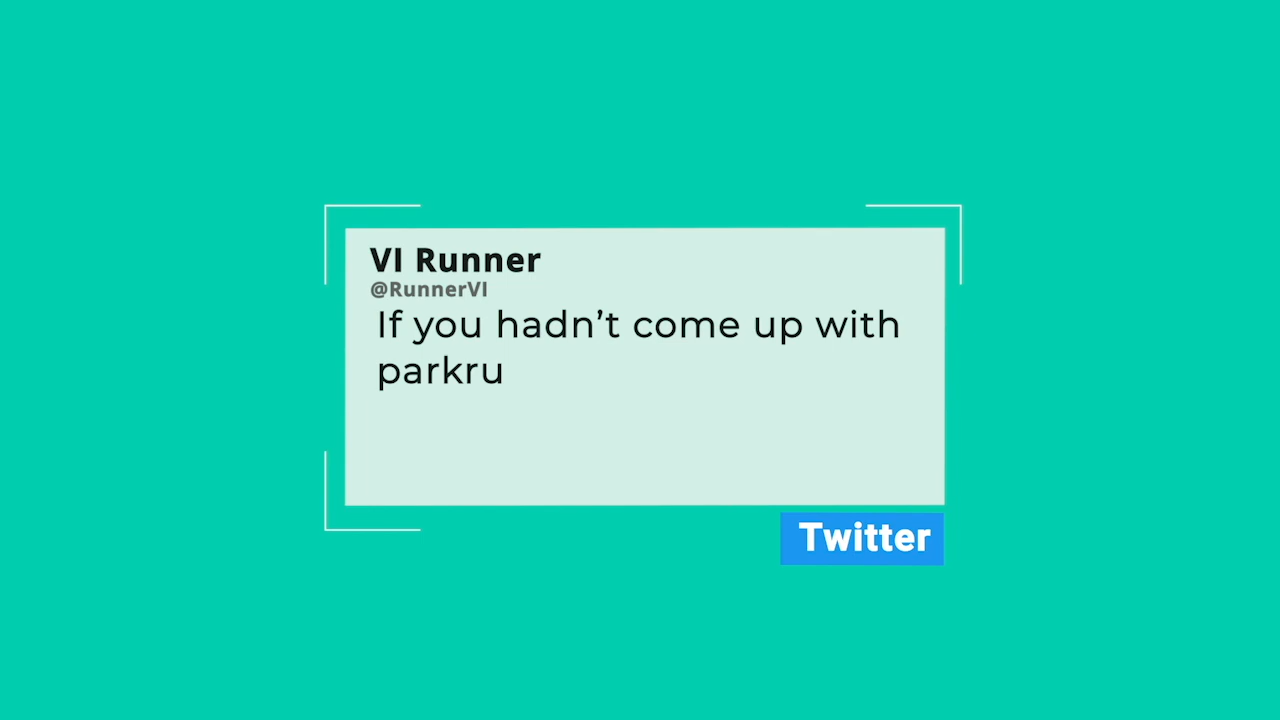 VI Runner
@RunnerVI
If you hadn’t come up with
parkru
Twitter